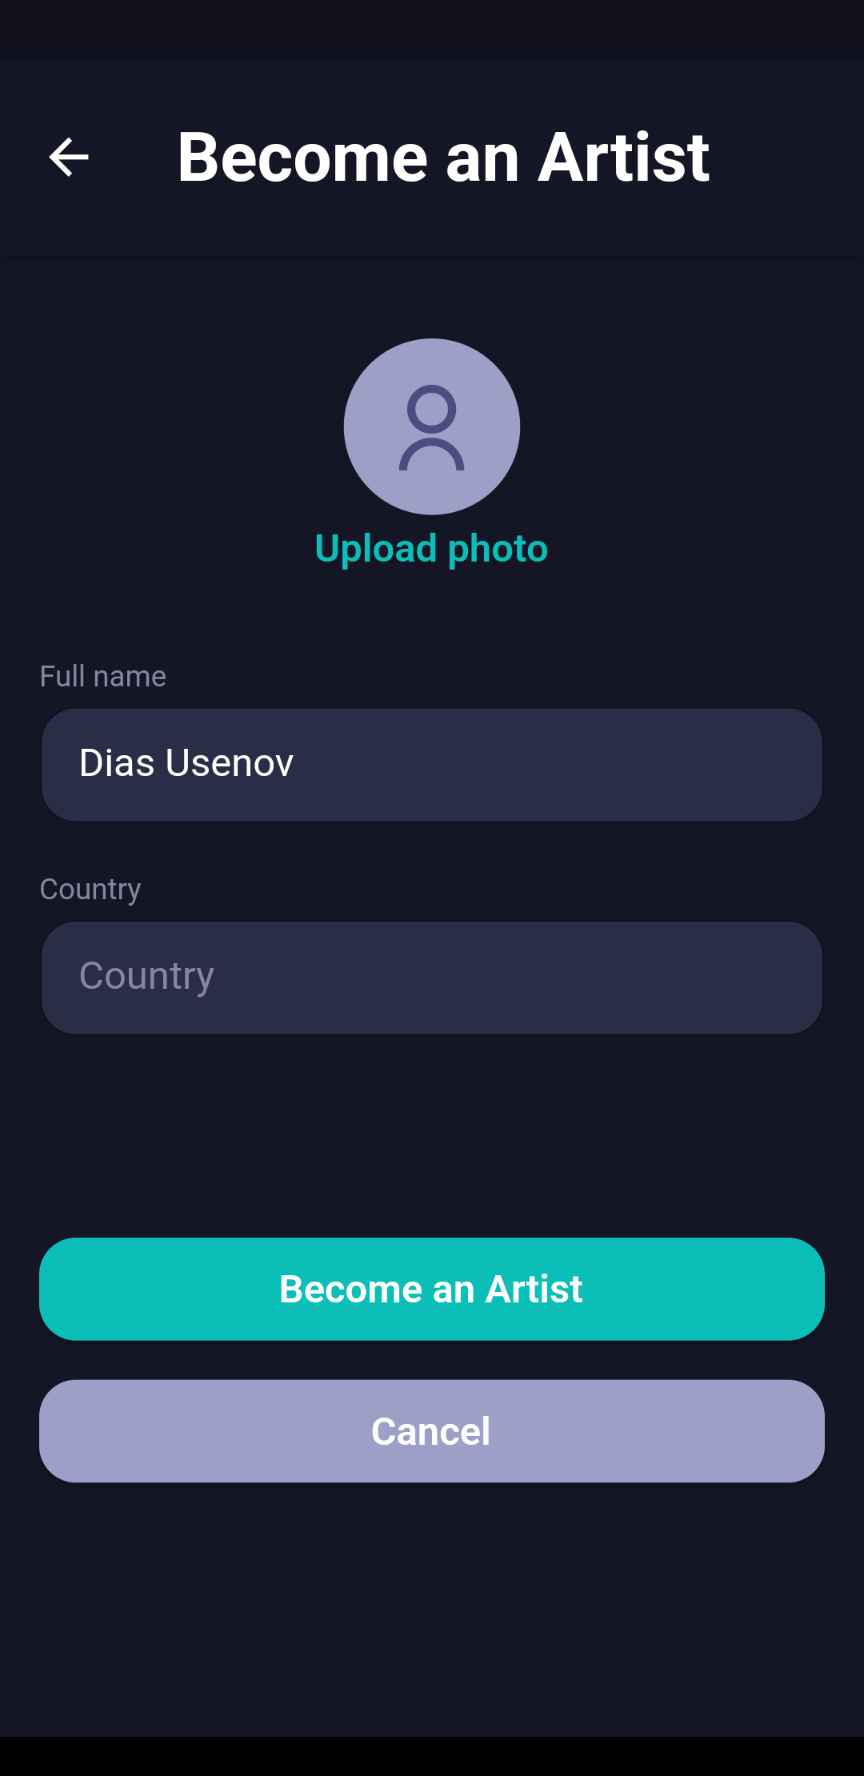 Become an Artist
Upload photo
Full name
Dias Usenov
Country
Country
Become an Artist
Cancel